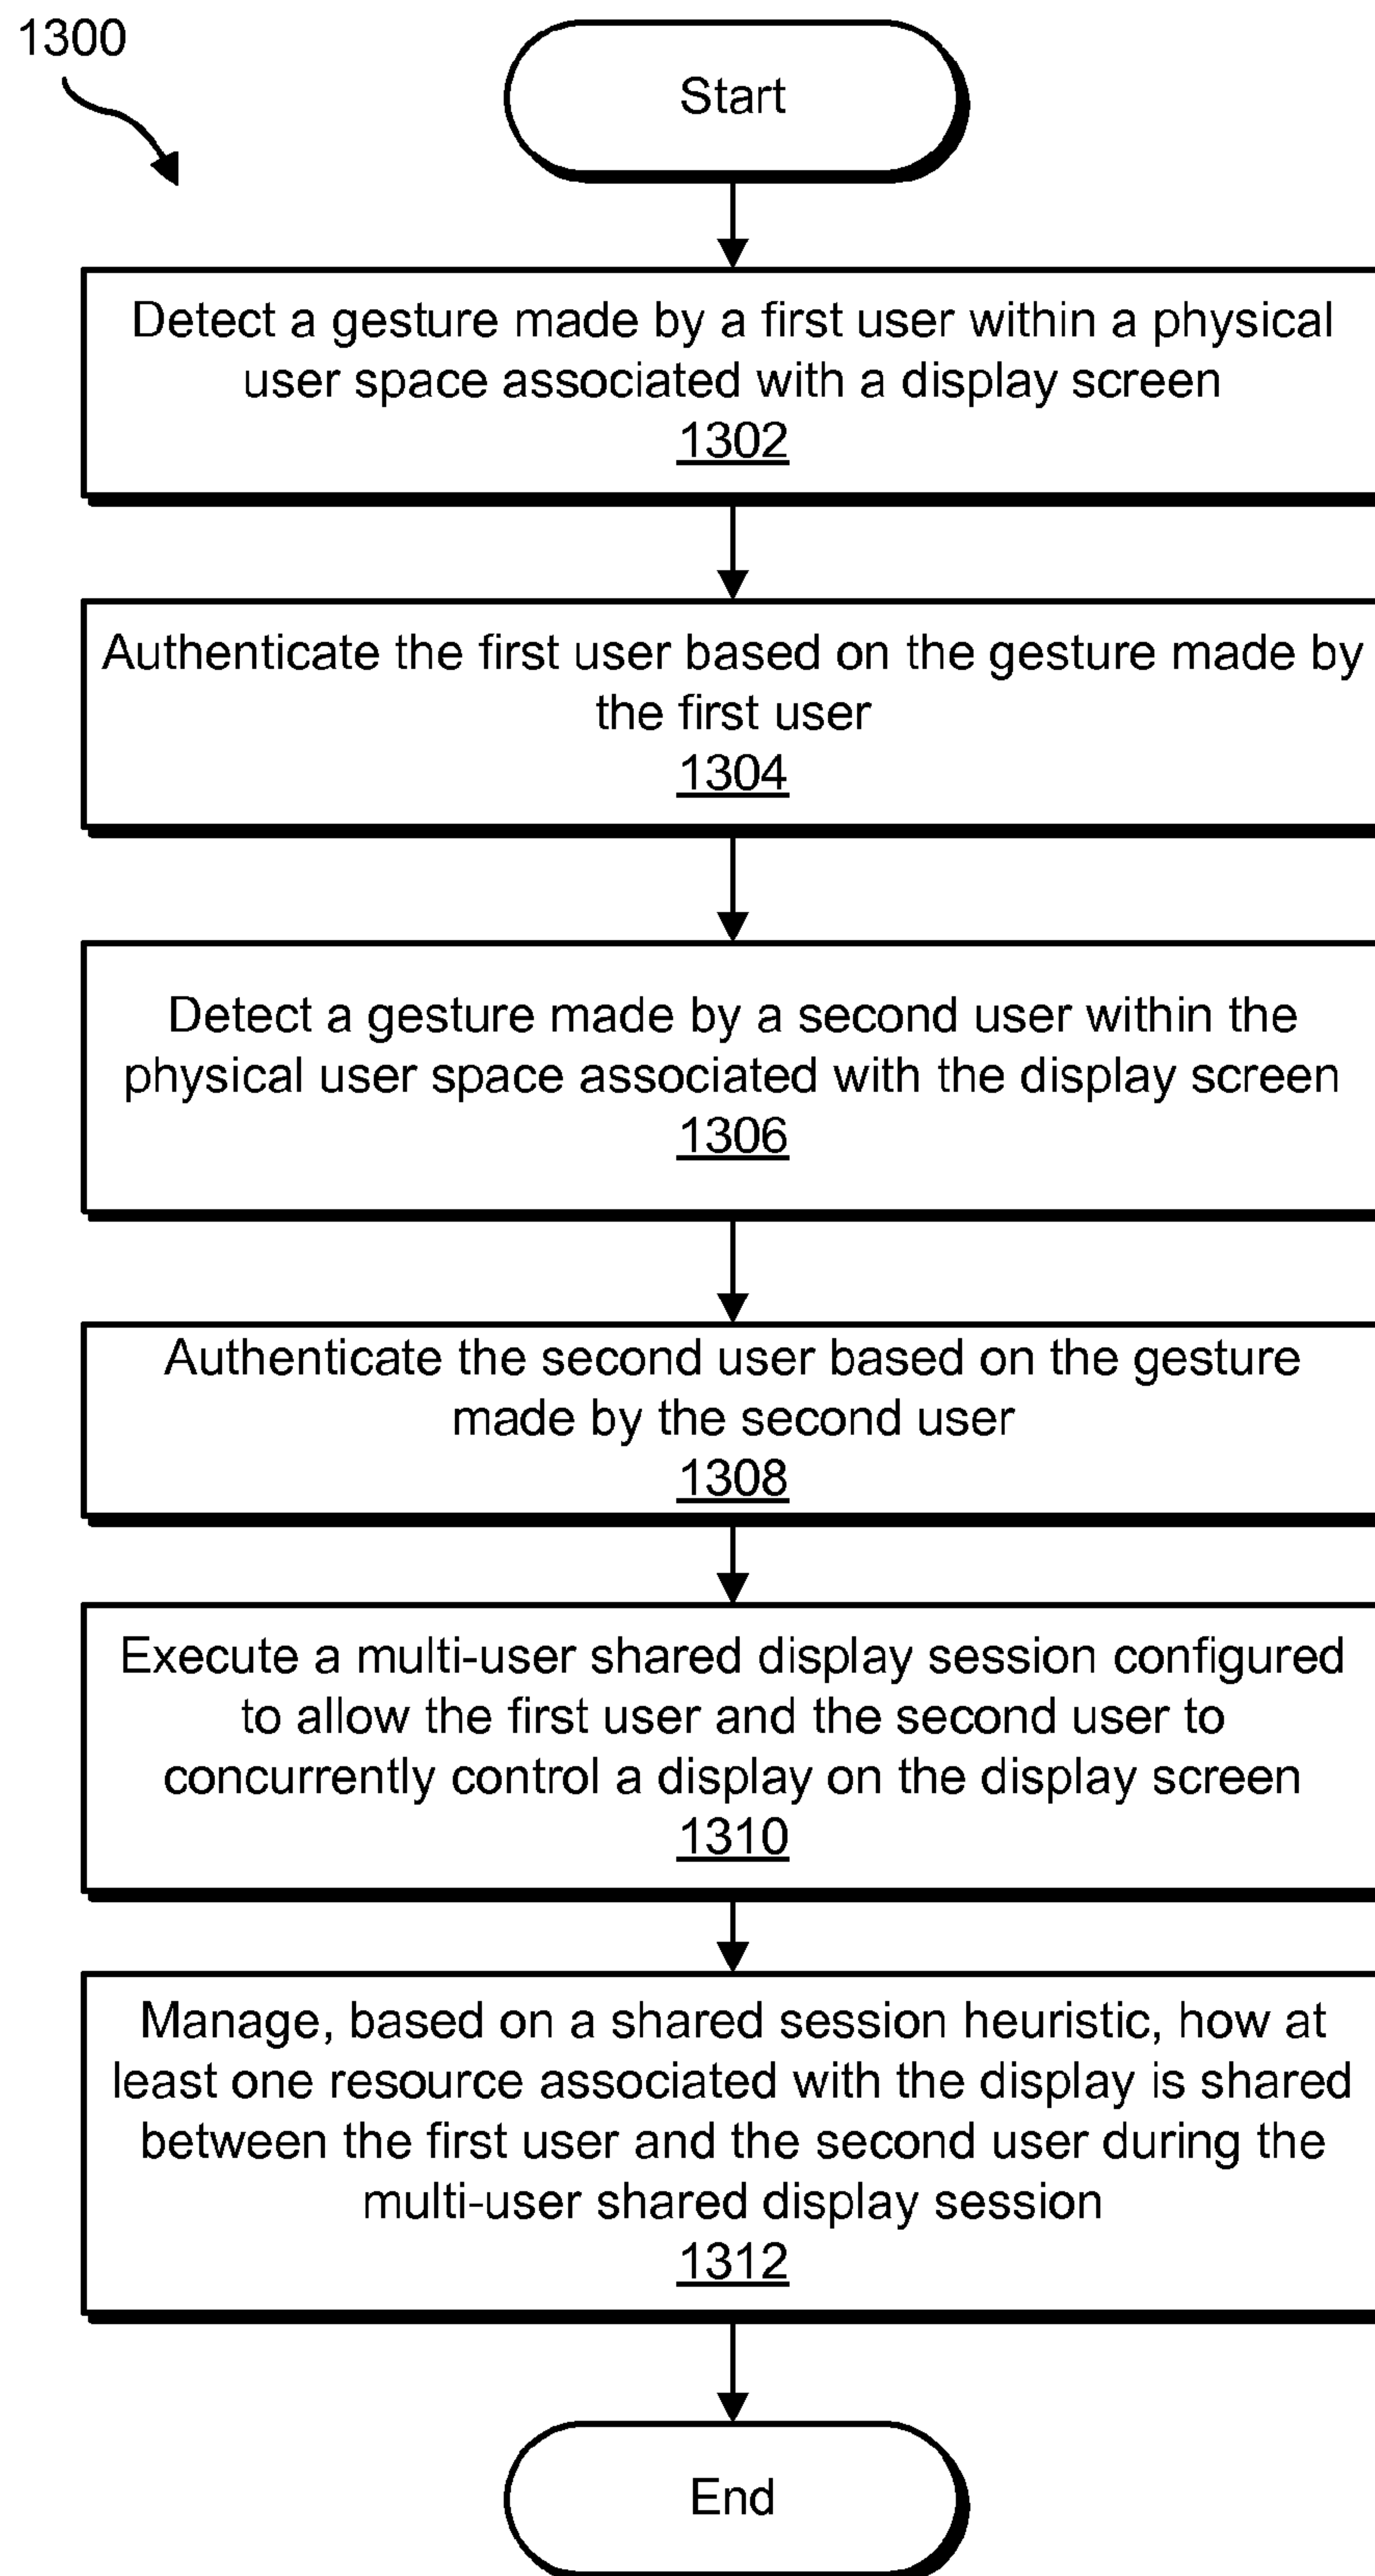 1300
Start
Detect a gesture made by a first user within a physical
user space associated with a display screen
1302
Authenticate the first user based on the gesture made by
the first user
1304
Detect a gesture made by a second user within the
physical user space associated with the display screen
1306
Authenticate the second user based on the gesture
made by the second user
1308
Execute a multi-user shared display session configured
to allow the first user and the second user to
concurrently control a display on the display screen
1310
Manage, based on a shared session heuristic, how at
least one resource associated with the display is shared
between the first user and the second user during the
multi-user shared display session
1312
End